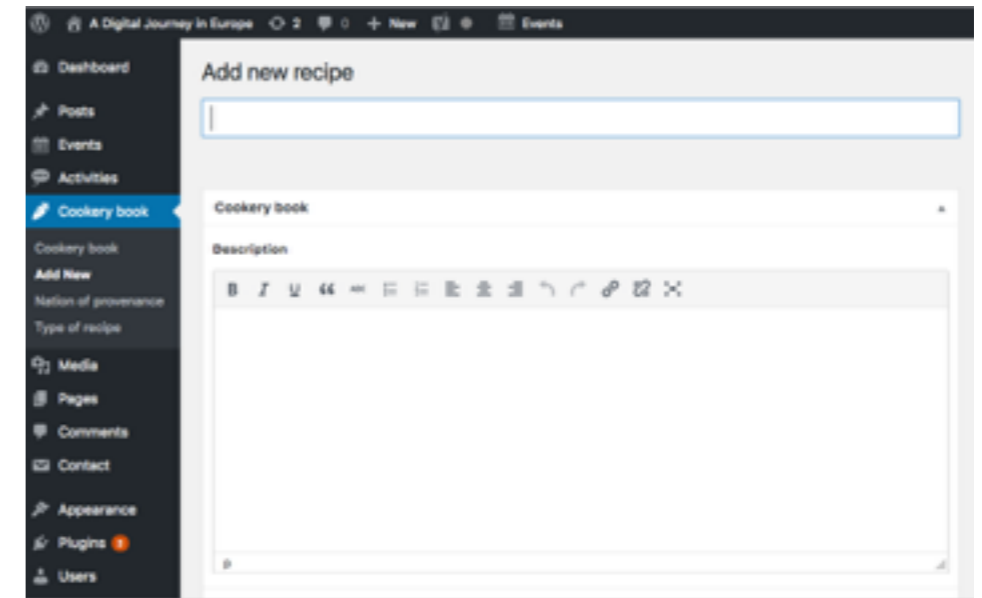 A Digital Journey in Europe 2 0 + New Events
Dashboard
Posts
Events
Activities
Cookery book
Cookery book
Add New
Nation of provenance
Type of recipe
Media
Pages
Comments
Contact
Appearance
Plugins
Users
Add new recipe
Cookery book
Description
B I U
p